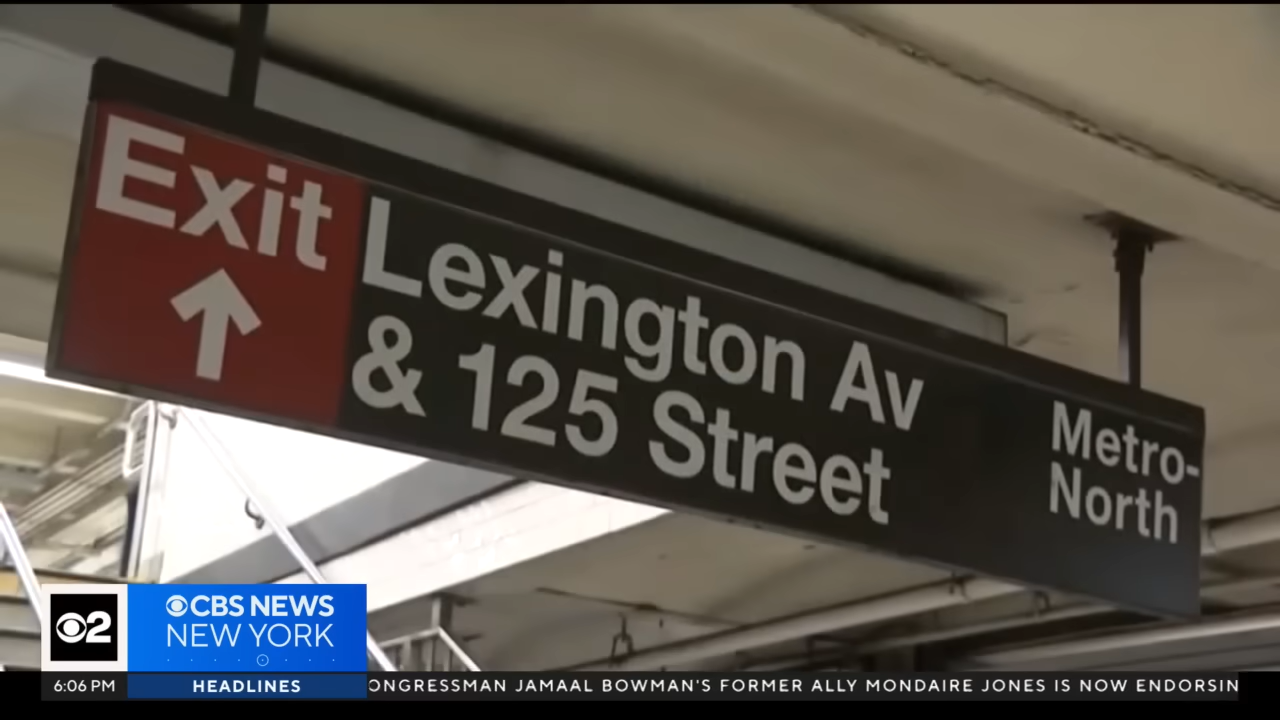 Exit
Lexington Av
& 125 Street
Metro-
North
2
CBS NEWS
NEW YORK
6:06 PM
HEADLINES
ONGRESSMAN JAMAAL BOWMAN'S FORMER ALLY MONDAIRE JONES IS NOW ENDORSIN